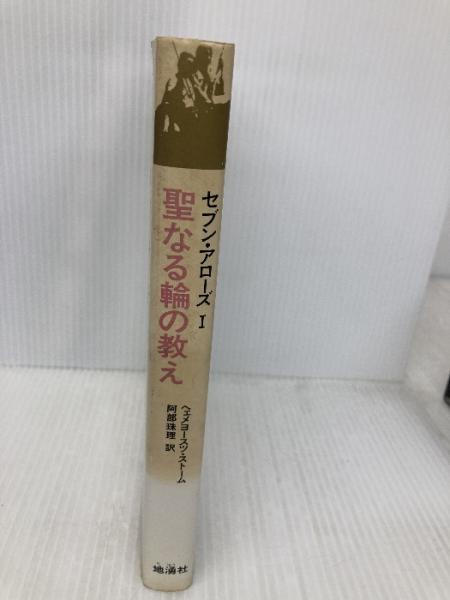 セブン・アローズ I
聖なる輪の教え
ヘェメヨースツ・ストーム
阿部珠理 訳
地湧社